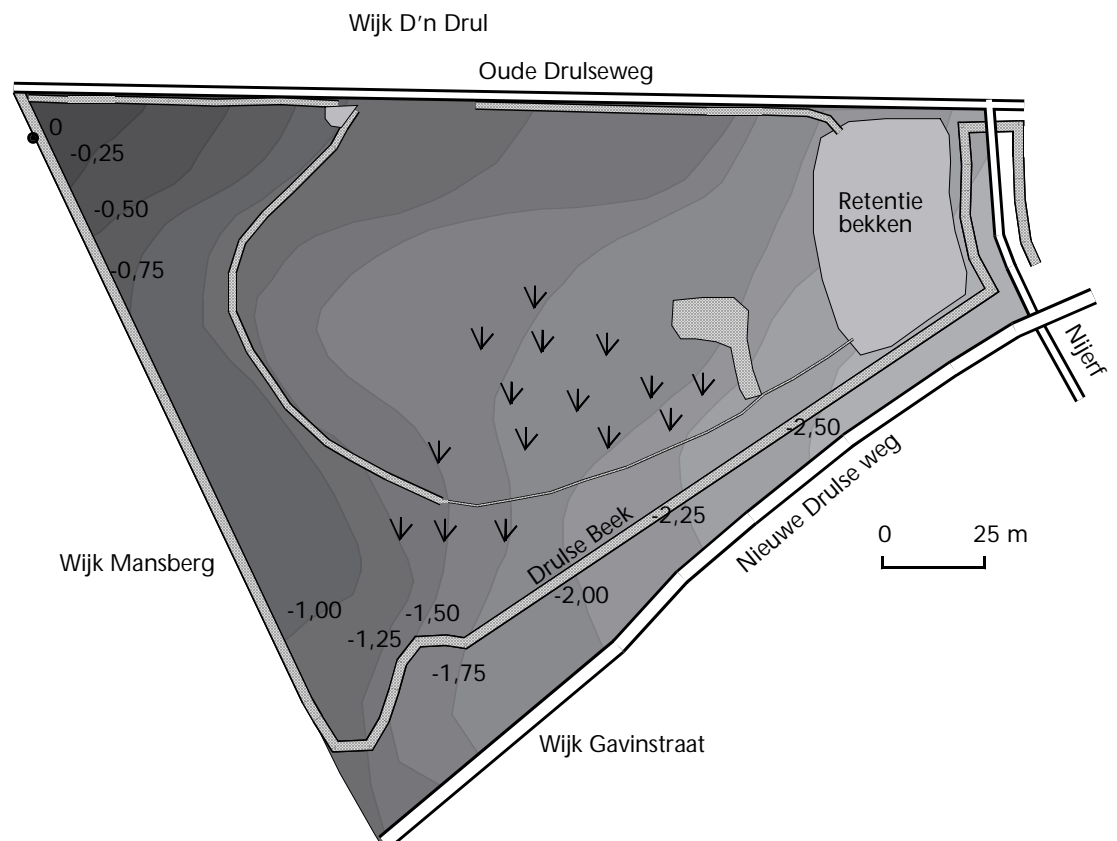 Wijk D'n Drul
Oude Drulseweg
0
-0,25
-0,50
-0,75
Retentie
bekken
Nijerf
-2,50
Nieuwe Drulse weg
-2,25
Drulse Beek
0 25 m
Wijk Mansberg
-2,00
-1,00
-1,50
-1,25
-1,75
Wijk Gavinstraat